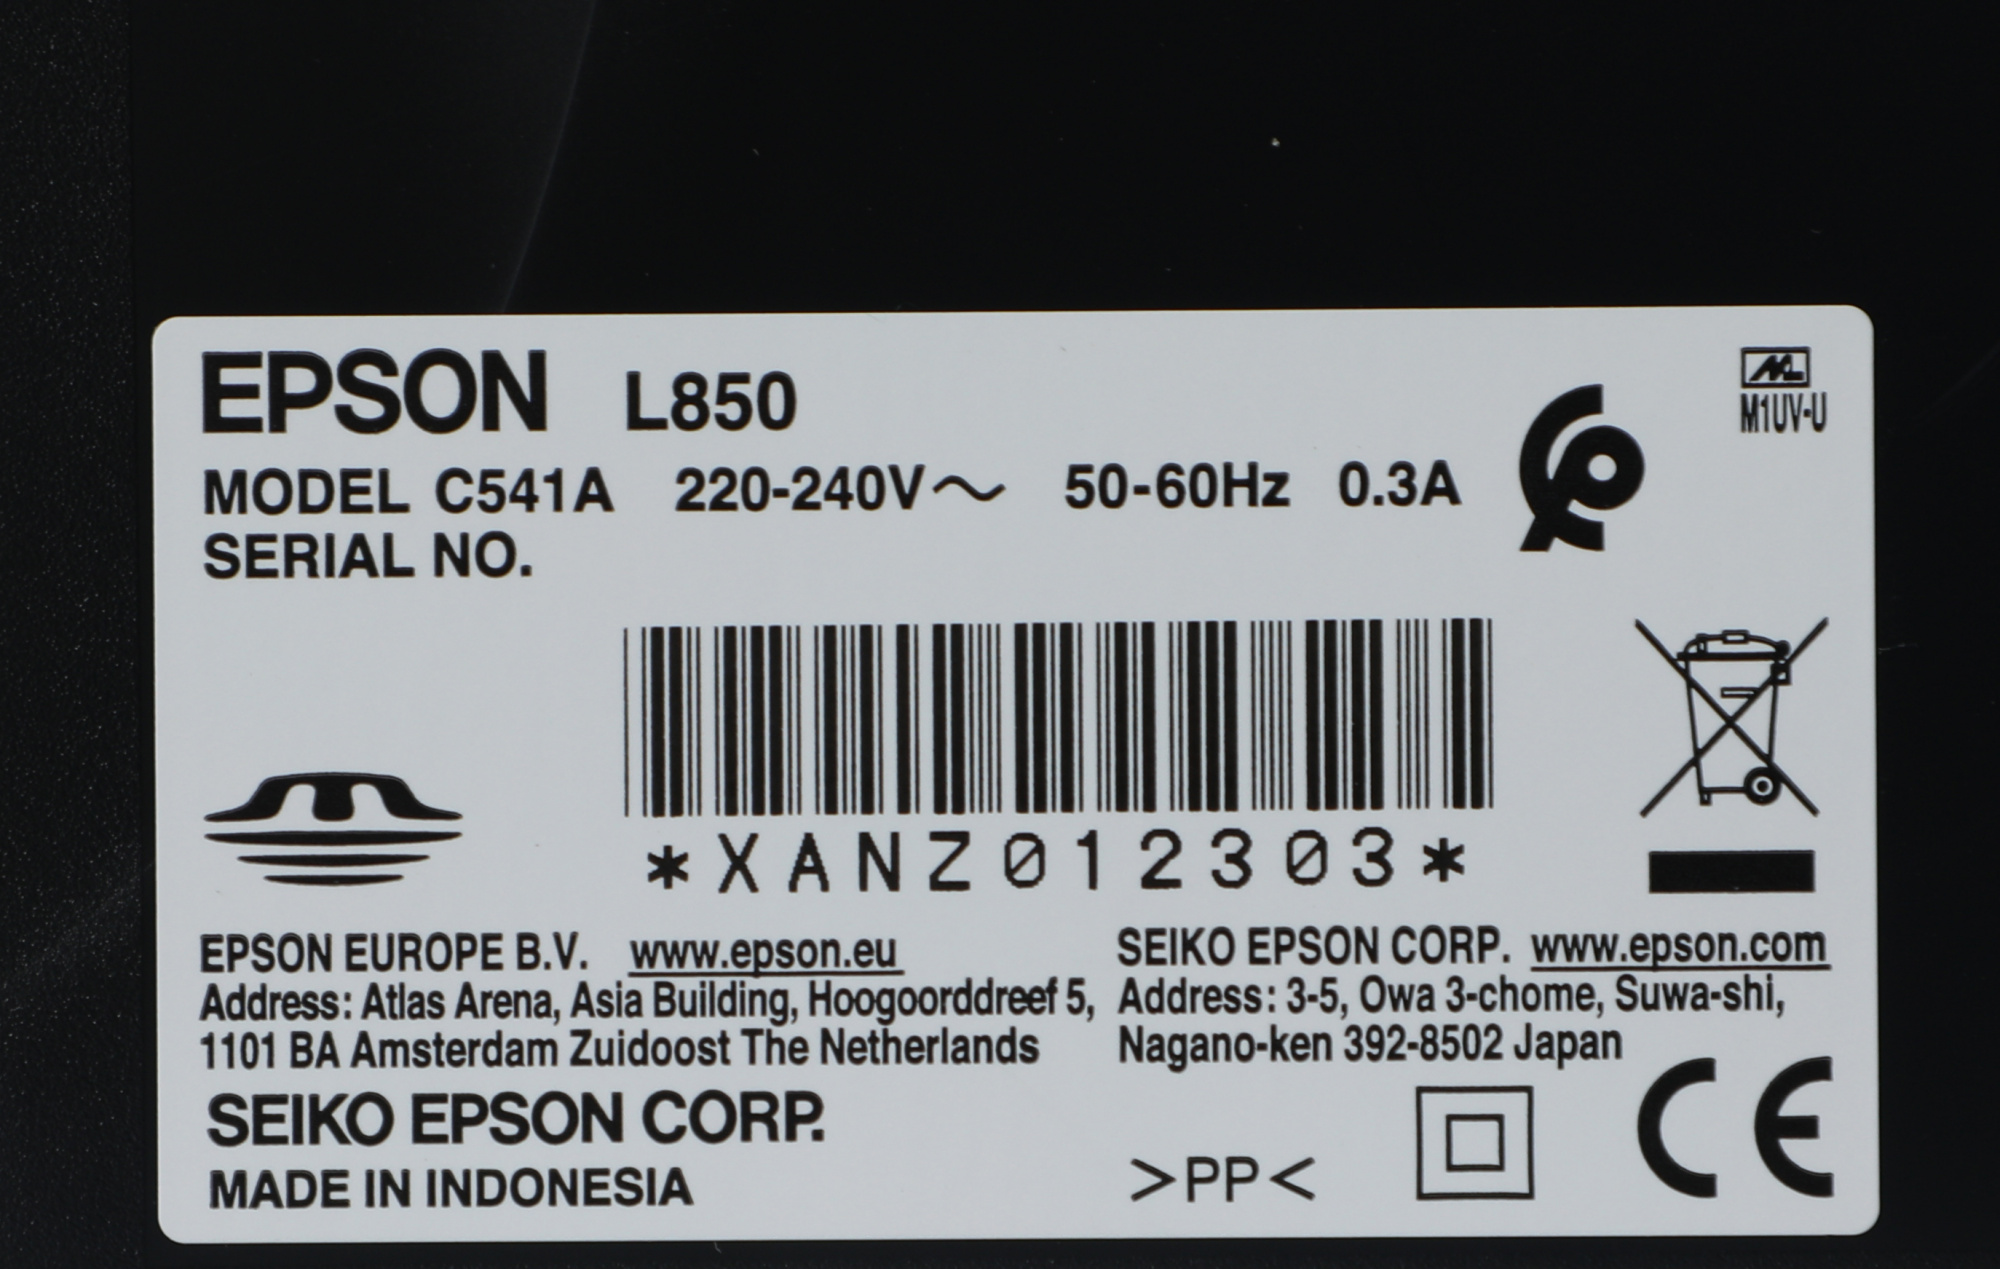 EPSON L850
MODEL C541A 220-240V～ 50-60Hz 0.3A
SERIAL NO.
M1UV-U
*XANZ012303*
EPSON EUROPE B.V. www.epson.eu
Address: Atlas Arena, Asia Building, Hoogoorddreef 5,
1101 BA Amsterdam Zuidoost The Netherlands
SEIKO EPSON CORP. www.epson.com
Address: 3-5, Owa 3-chome, Suwa-shi,
Nagano-ken 392-8502 Japan
SEIKO EPSON CORP.
MADE IN INDONESIA
>PP<
CE